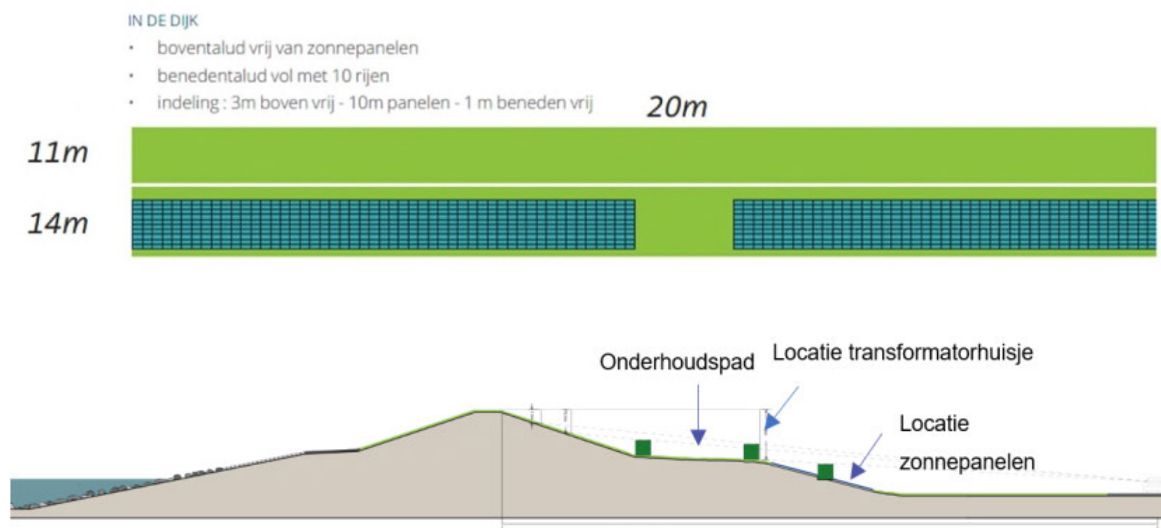 IN DE DIJK
• boventalud vrij van zonnepanelen
• benedentalud vol met 10 rijen
• indeling : 3m boven vrij - 10m panelen - 1 m beneden vrij
20m
11m
14m
Onderhoudspad
Locatie transformatorhuisje
Locatie
zonnepanelen